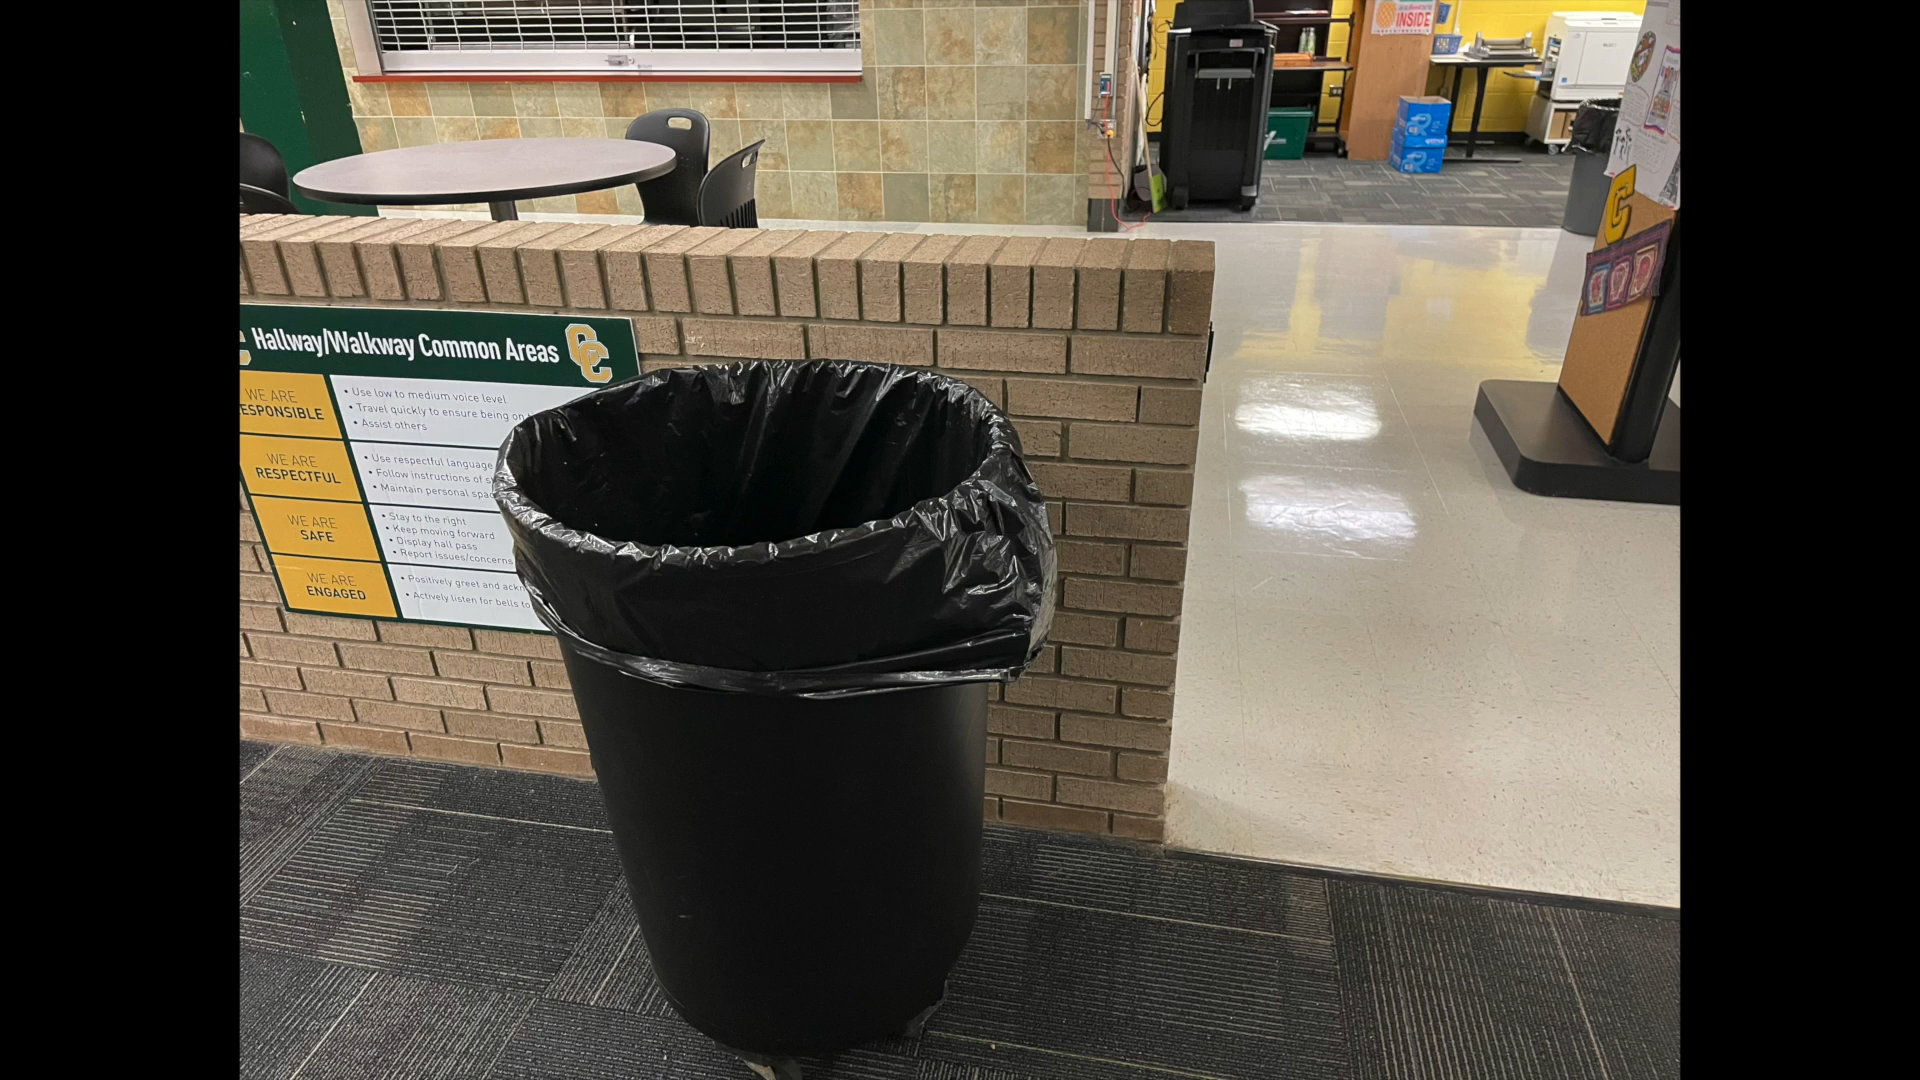 INSIDE
Hallway/Walkway Common Areas
CC
WE ARE
ESPONSIBLE
• Use low to medium voice level
• Travel quickly to ensure being on
• Assist others
WE ARE
RESPECTFUL
• Use respectful language
• Follow instructions of
• Maintain personal spac
WE ARE
SAFE
• Stay to the right
• Keep moving forward
• Display hall pass
• Report issues/concerns
WE ARE
ENGAGED
• Positively greet and ackn
• Actively listen for bells to
C